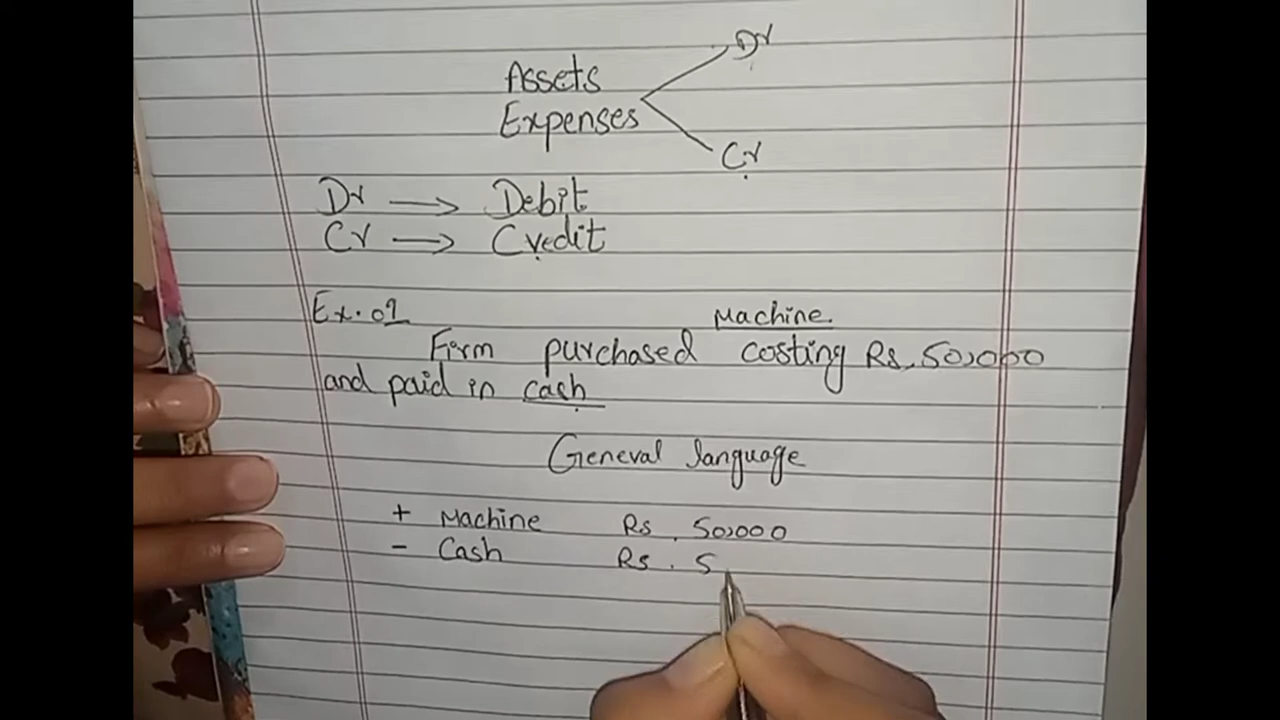 Dr
Assets
Expenses
Cr
Dr → Debit
Cr → Credit
Ex. 01
Machine.
Firm purchased costing Rs. 50,000
and paid in cash
General language
+ Machine Rs. 50,000
- Cash Rs. 5